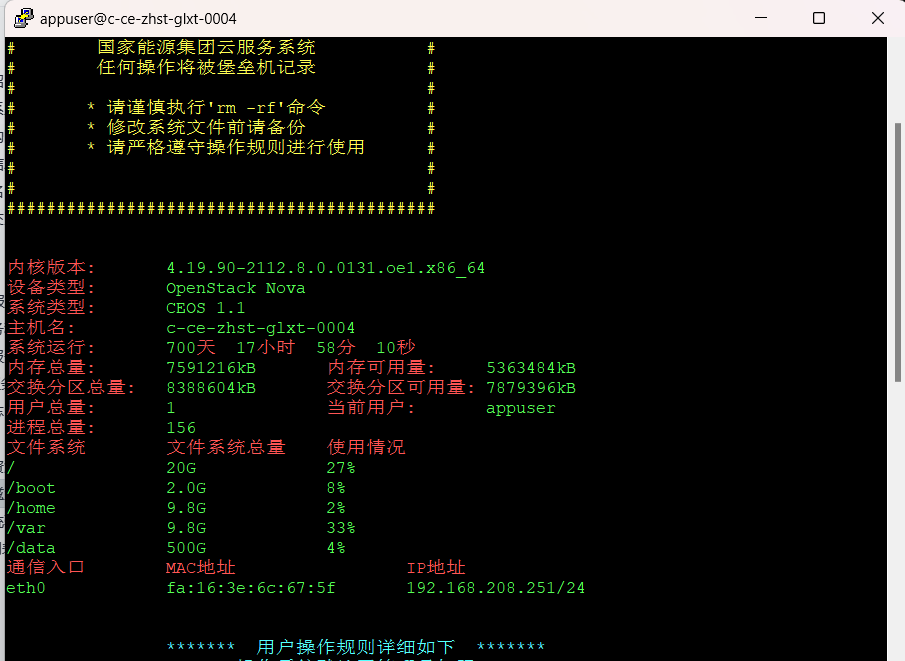 appuser@c-ce-zhst-glxt-0004
# 国家能源集团云服务系统 #
# 任何操作将被堡垒机记录 #
# #
# * 请谨慎执行'rm -rf'命令 #
# * 修改系统文件前请备份 #
# * 请严格遵守操作规则进行使用 #
# #
# #
###########################################
内核版本: 4.19.90-2112.8.0.0131.oe1.x86_64
设备类型: OpenStack Nova
系统类型: CEOS 1.1
主机名: c-ce-zhst-glxt-0004
系统运行: 700天 17小时 58分 10秒
内存总量: 7591216kB 内存可用量: 5363484kB
交换分区总量: 8388604kB 交换分区可用量: 7879396kB
用户总量: 1 当前用户: appuser
进程总量: 156
文件系统 文件系统总量 使用情况
/ 20G 27%
/boot 2.0G 8%
/home 9.8G 2%
/var 9.8G 33%
/data 500G 4%
通信入口 MAC地址 IP地址
eth0 fa:16:3e:6c:67:5f 192.168.208.251/24
******* 用户操作规则详细如下 *******